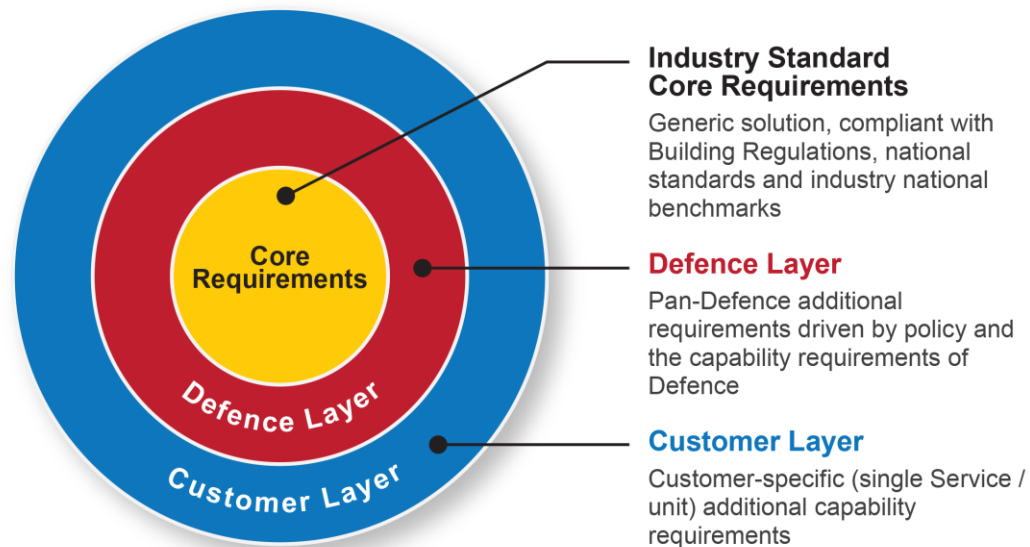 Core
Requirements
Defence Layer
Customer Layer
Industry Standard
Core Requirements
Generic solution, compliant with
Building Regulations, national
standards and industry national
benchmarks
Defence Layer
Pan-Defence additional
requirements driven by policy and
the capability requirements of
Defence
Customer Layer
Customer-specific (single Service /
unit) additional capability
requirements